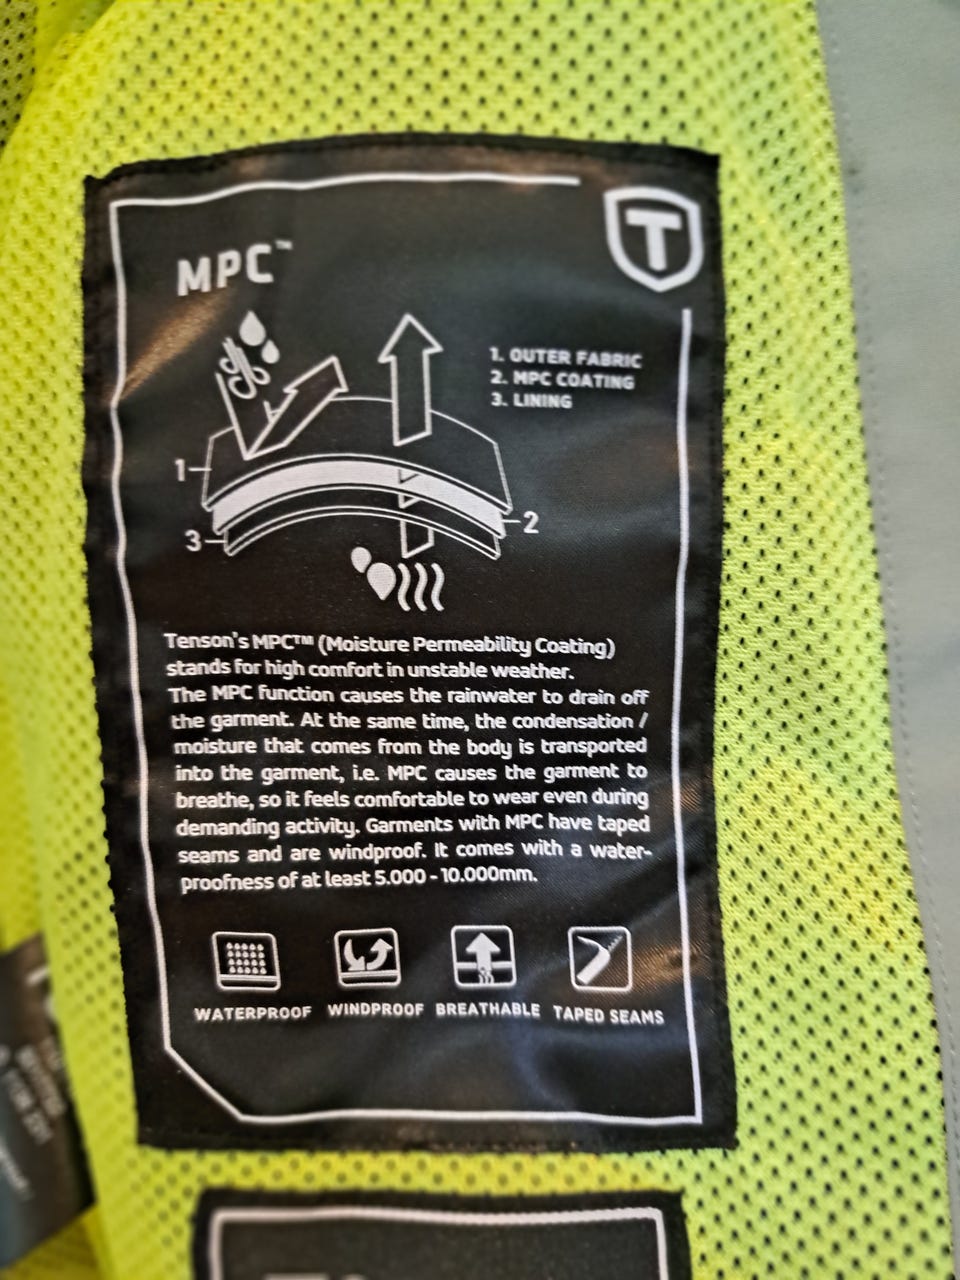 T
MPC™
1. OUTER FABRIC
2. MPC COATING
3. LINING
1
2
3
Tenson's MPC™ (Moisture Permeability Coating)
stands for high comfort in unstable weather.
The MPC function causes the rainwater to drain off
the garment. At the same time, the condensation /
moisture that comes from the body is transported
into the garment, i.e. MPC causes the garment to
breathe, so it feels comfortable to wear even during
demanding activity. Garments with MPC have taped
seams and are windproof. It comes with a water-
proofness of at least 5.000 - 10.000mm.
WATERPROOF WINDPROOF BREATHABLE TAPED SEAMS